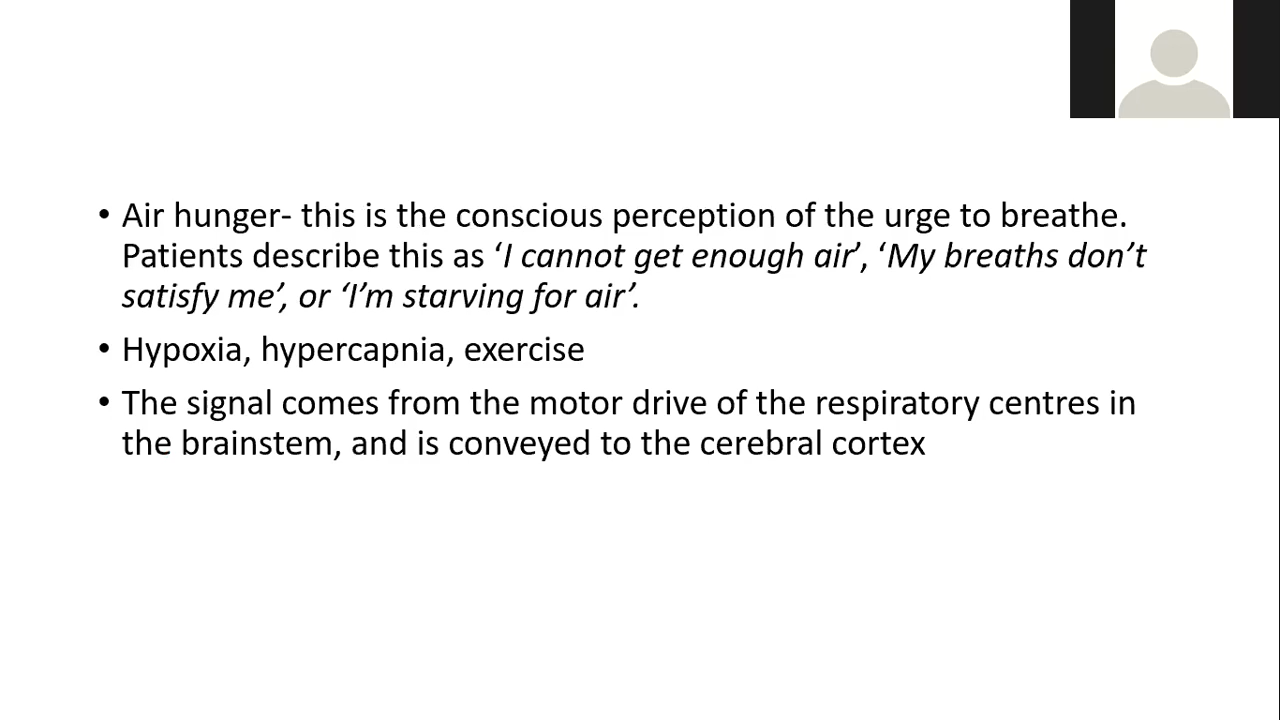 • Air hunger- this is the conscious perception of the urge to breathe.
Patients describe this as ‘I cannot get enough air’, ‘My breaths don’t
satisfy me’, or ‘I’m starving for air’.
• Hypoxia, hypercapnia, exercise
• The signal comes from the motor drive of the respiratory centres in
the brainstem, and is conveyed to the cerebral cortex